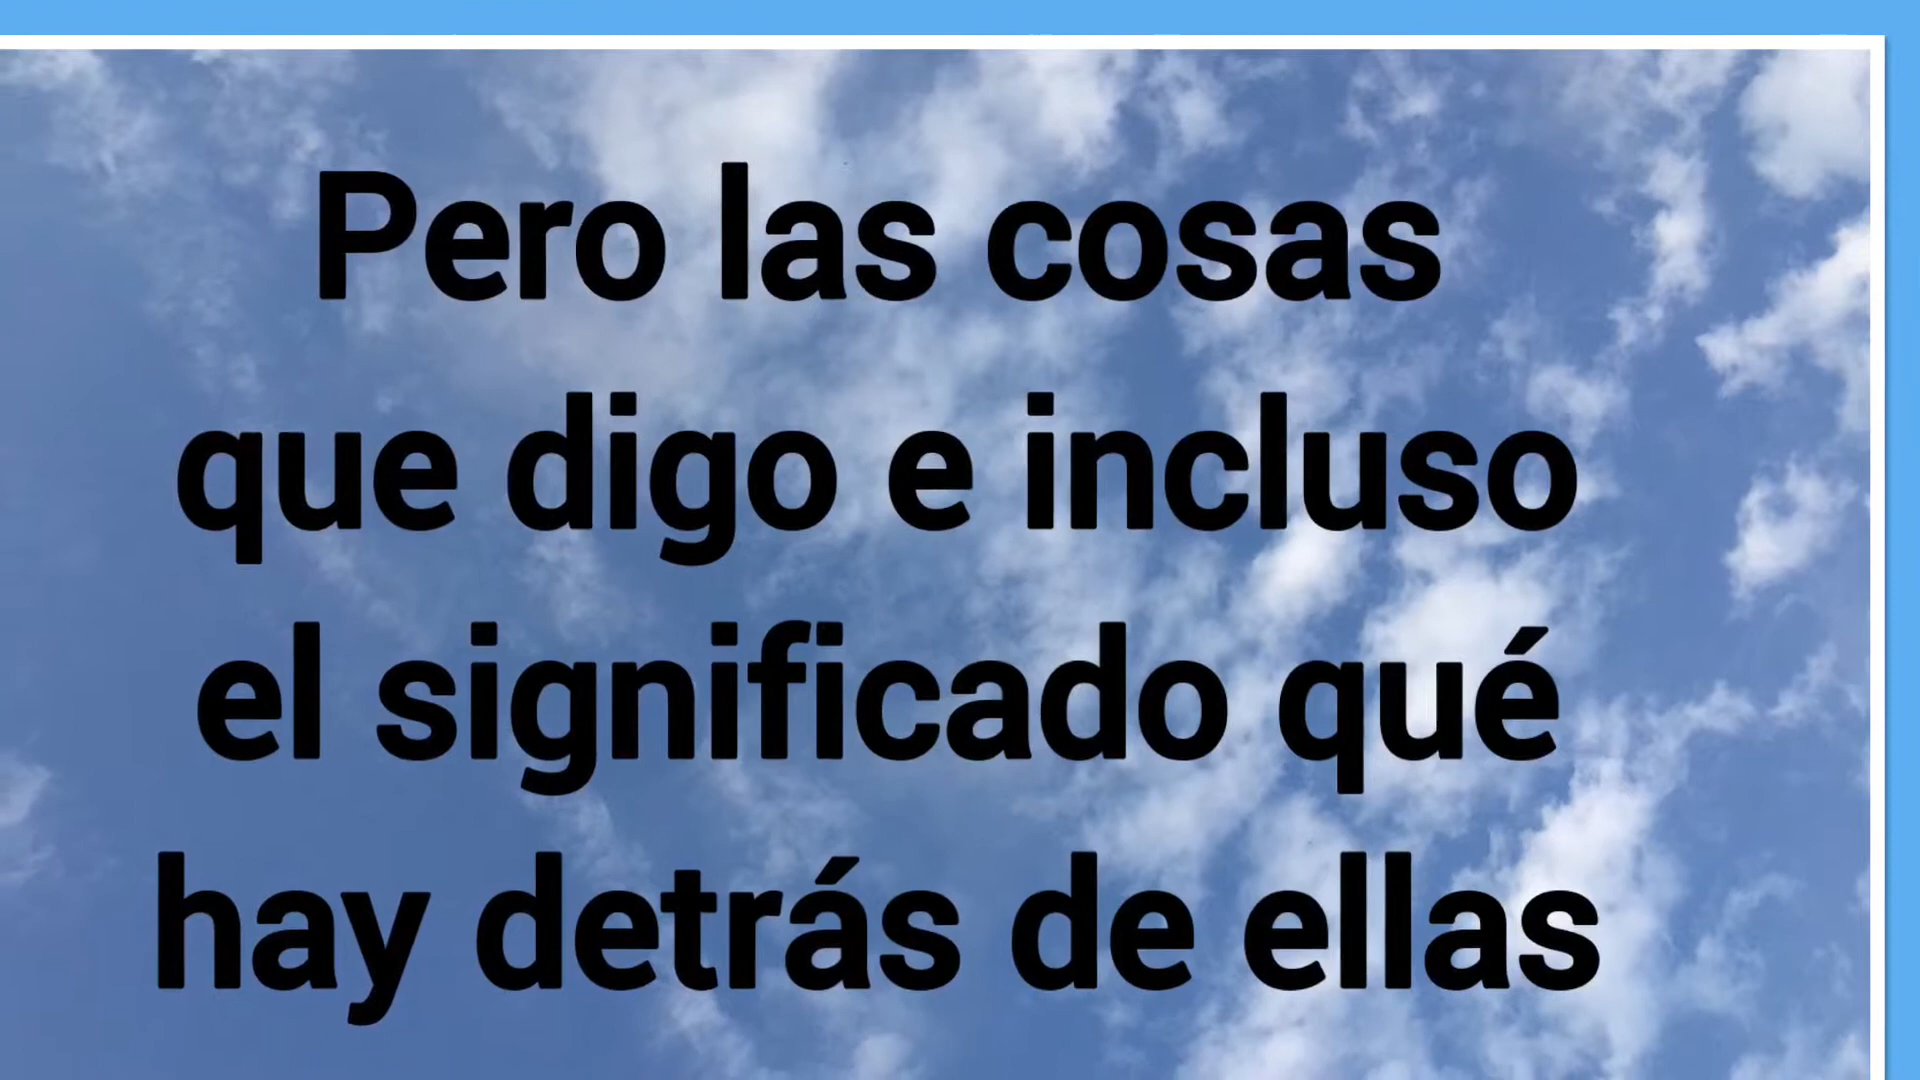 Pero las cosas
que digo e incluso
el significado qué
hay detrás de ellas